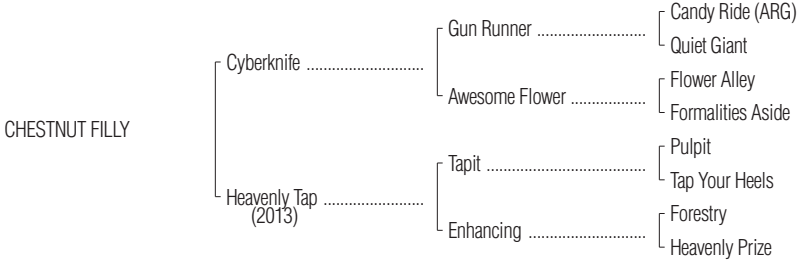 CHESTNUT FILLY
Cyberknife ...........................
Heavenly Tap .......................
(2013)
Gun Runner .........................
Awesome Flower ..................
Tapit .....................................
Enhancing ...........................
Candy Ride (ARG)
Quiet Giant
Flower Alley
Formalities Aside
Pulpit
Tap Your Heels
Forestry
Heavenly Prize